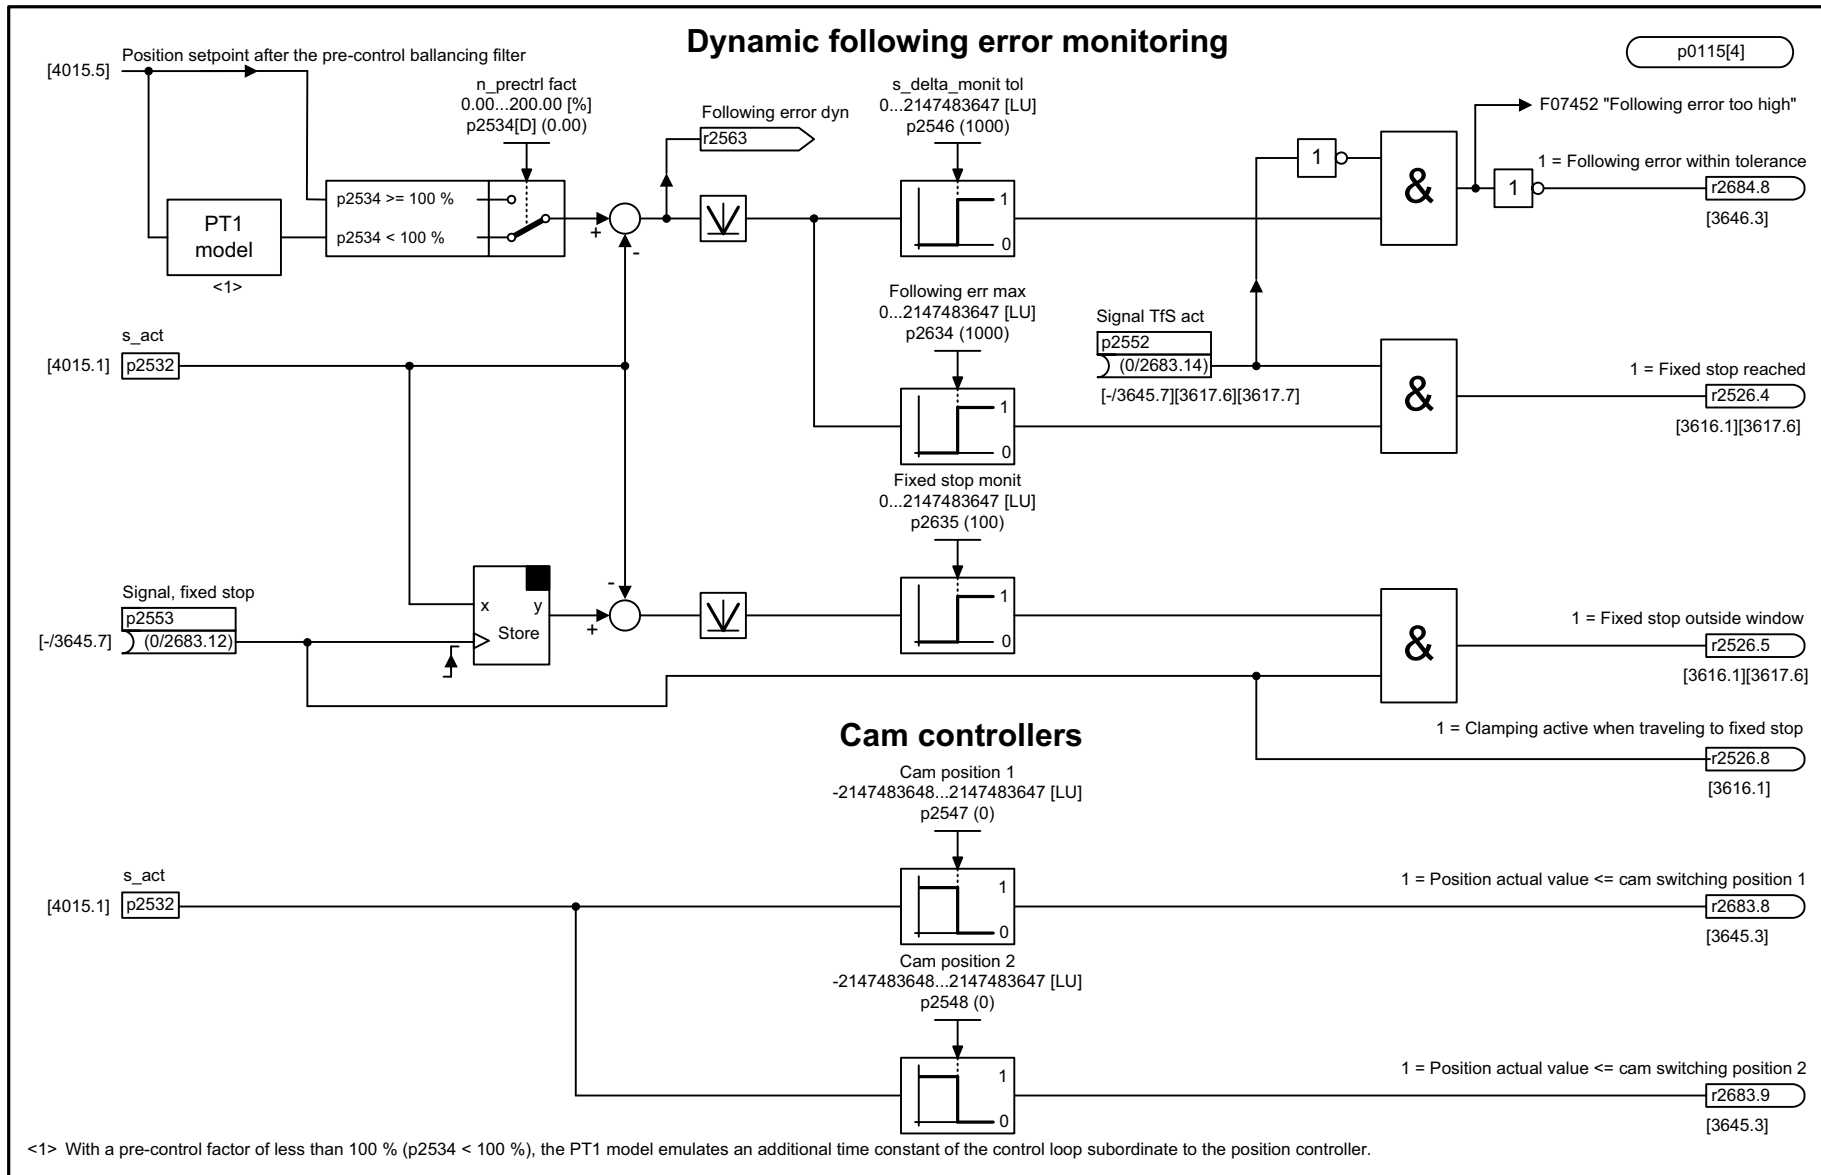 Dynamic following error monitoring
p0115[4]
Position setpoint after the pre-control ballancing filter
[4015.5]
n_prectrl fact
0.00...200.00 [%]
p2534[D] (0.00)
Following error dyn
r2563
s_delta_monit tol
0...2147483647 [LU]
p2546 (1000)
F07452 "Following error too high"
1 = Following error within tolerance
r2684.8
[3646.3]
1
&
1
p2534 >= 100 %
p2534 < 100 %
PT1
model
<1>
+
-
1
0
Following err max
0...2147483647 [LU]
p2634 (1000)
Signal TfS act
p2552
(0/2683.14)
[-/3645.7][3617.6][3617.7]
s_act
[4015.1]
p2532
1
0
&
1 = Fixed stop reached
r2526.4
[3616.1][3617.6]
Fixed stop monit
0...2147483647 [LU]
p2635 (100)
Signal, fixed stop
p2553
[-/3645.7]
(0/2683.12)
x
y
Store
-
+
1
0
&
1 = Fixed stop outside window
r2526.5
[3616.1][3617.6]
1 = Clamping active when traveling to fixed stop
r2526.8
[3616.1]
Cam controllers
Cam position 1
-2147483648...2147483647 [LU]
p2547 (0)
s_act
[4015.1]
p2532
1
0
1 = Position actual value <= cam switching position 1
r2683.8
[3645.3]
Cam position 2
-2147483648...2147483647 [LU]
p2548 (0)
1
0
1 = Position actual value <= cam switching position 2
r2683.9
[3645.3]
<1> With a pre-control factor of less than 100 % (p2534 < 100 %), the PT1 model emulates an additional time constant of the control loop subordinate to the position controller.